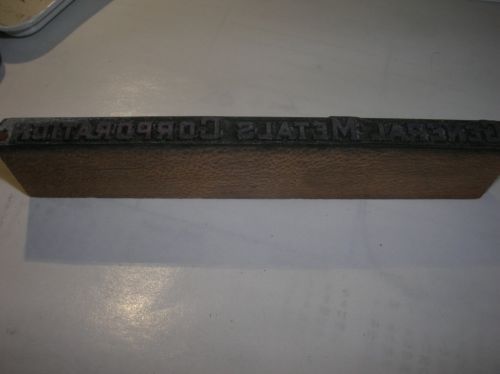 GENERAL METALS CORPORATION